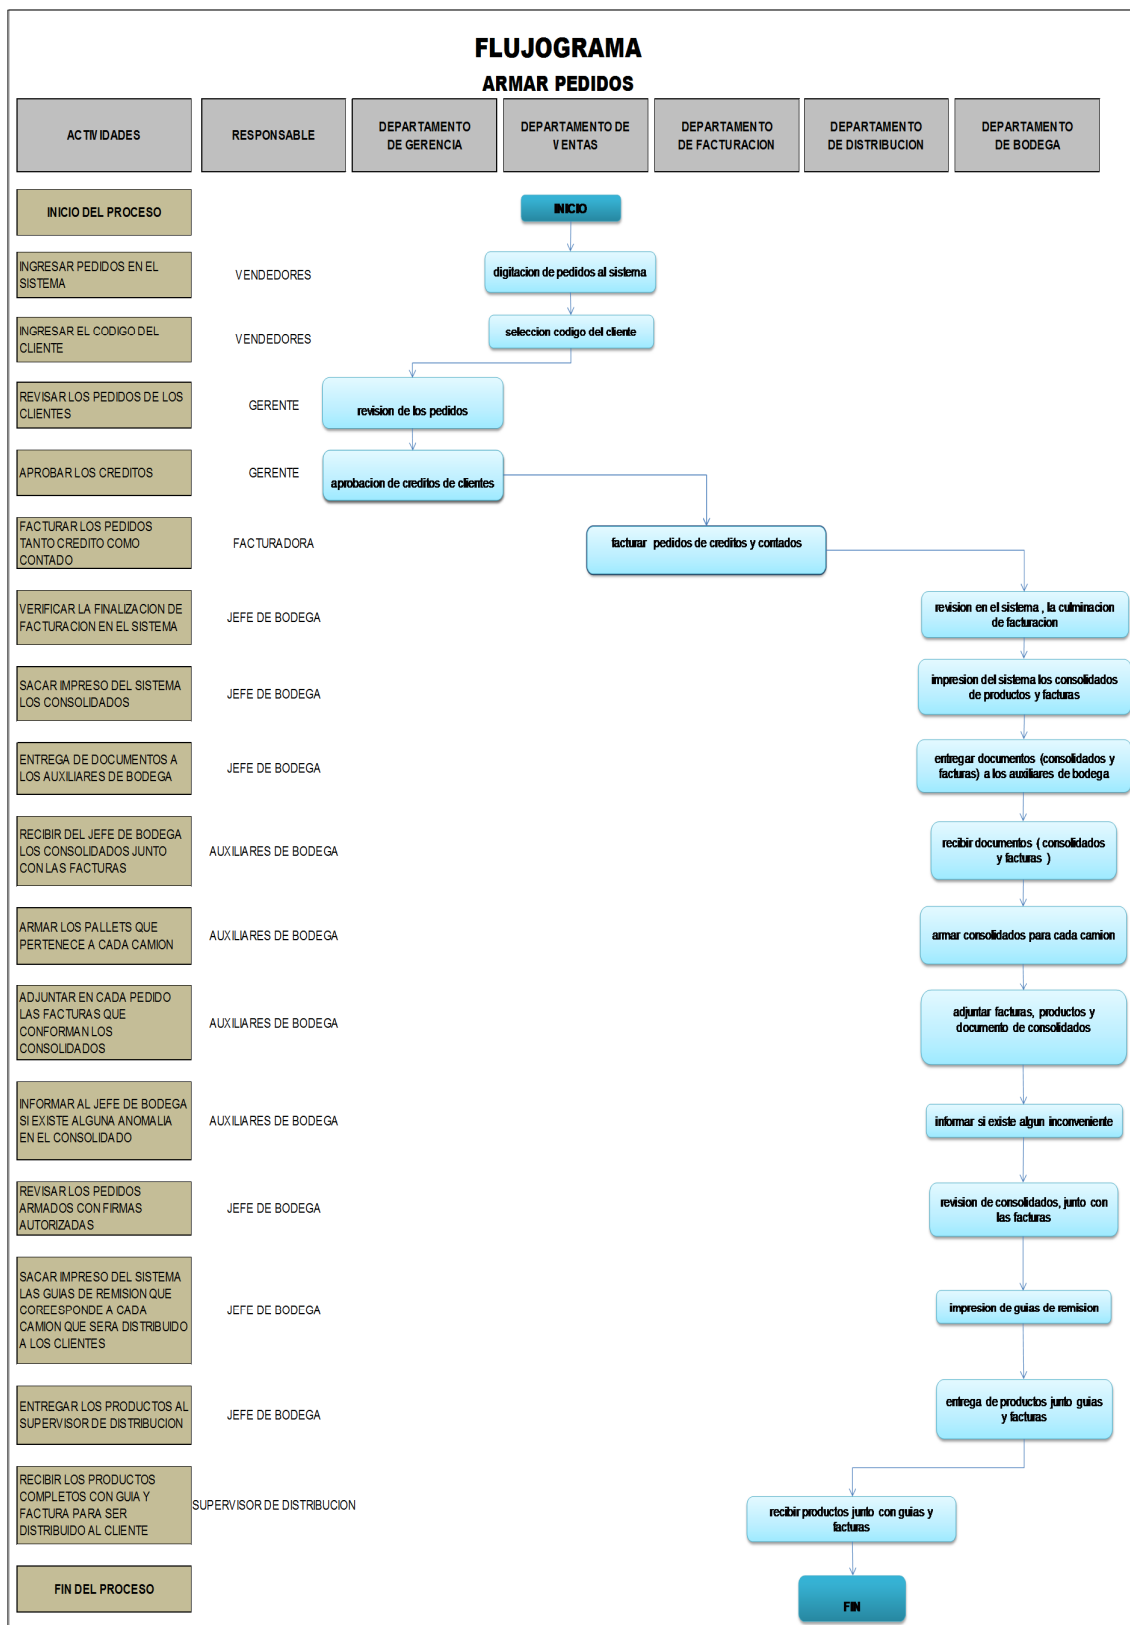 FLUJOGRAMA
ARMAR PEDIDOS
ACTIVIDADES
RESPONSABLE
DEPARTAMENTO
DE GERENCIA
DEPARTAMENTO DE
VENTAS
DEPARTAMENTO
DE FACTURACION
DEPARTAMENTO
DE DISTRIBUCION
DEPARTAMENTO
DE BODEGA
INICIO DEL PROCESO
INICIO
INGRESAR PEDIDOS EN EL
SISTEMA
VENDEDORES
digitacion de pedidos al sistema
INGRESAR EL CODIGO DEL
CLIENTE
VENDEDORES
seleccion codigo del cliente
REVISAR LOS PEDIDOS DE LOS
CLIENTES
GERENTE
revision de los pedidos
APROBAR LOS CREDITOS
GERENTE
aprobacion de creditos de clientes
FACTURAR LOS PEDIDOS
TANTO CREDITO COMO
CONTADO
FACTURADORA
facturar pedidos de creditos y contados
VERIFICAR LA FINALIZACION DE
FACTURACION EN EL SISTEMA
JEFE DE BODEGA
revision en el sistema , la culminacion
de facturacion
SACAR IMPRESO DEL SISTEMA
LOS CONSOLIDADOS
JEFE DE BODEGA
impresion del sistema los consolidados
de productos y facturas
ENTREGA DE DOCUMENTOS A
LOS AUXILIARES DE BODEGA
JEFE DE BODEGA
entregar documentos (consolidados y
facturas) a los auxiliares de bodega
RECIBIR DEL JEFE DE BODEGA
LOS CONSOLIDADOS JUNTO
CON LAS FACTURAS
AUXILIARES DE BODEGA
recibir documentos ( consolidados
y facturas )
ARMAR LOS PALLETS QUE
PERTENECE A CADA CAMION
AUXILIARES DE BODEGA
armar consolidados para cada camion
ADJUNTAR EN CADA PEDIDO
LAS FACTURAS QUE
CONFORMAN LOS
CONSOLIDADOS
AUXILIARES DE BODEGA
adjuntar facturas, productos y
documento de consolidados
INFORMAR AL JEFE DE BODEGA
SI EXISTE ALGUNA ANOMALIA
EN EL CONSOLIDADO
AUXILIARES DE BODEGA
informar si existe algun inconveniente
REVISAR LOS PEDIDOS
ARMADOS CON FIRMAS
AUTORIZADAS
JEFE DE BODEGA
revision de consolidados, junto con
las facturas
SACAR IMPRESO DEL SISTEMA
LAS GUIAS DE REMISION QUE
COREESPONDE A CADA
CAMION QUE SERA DISTRIBUIDO
A LOS CLIENTES
JEFE DE BODEGA
impresion de guias de remision
ENTREGAR LOS PRODUCTOS AL
SUPERVISOR DE DISTRIBUCION
JEFE DE BODEGA
entrega de productos junto guias
y facturas
RECIBIR LOS PRODUCTOS
COMPLETOS CON GUIA Y
FACTURA PARA SER
DISTRIBUIDO AL CLIENTE
SUPERVISOR DE DISTRIBUCION
recibir productos junto con guias y
facturas
FIN DEL PROCESO
FIN